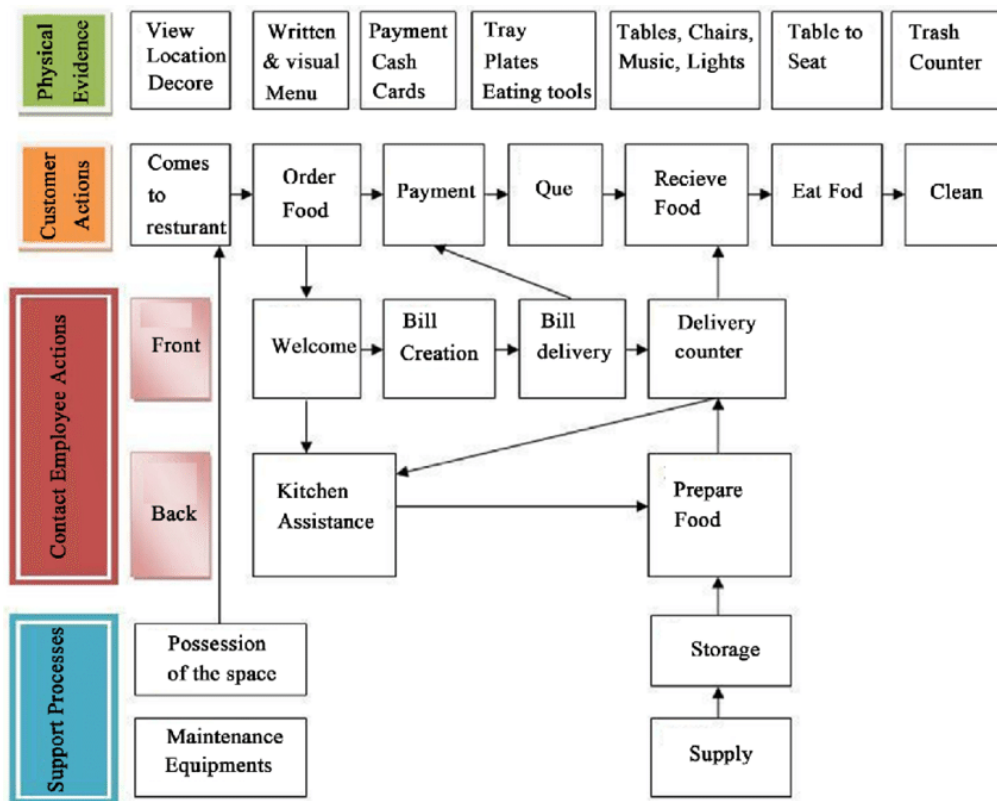 Physical
Evidence
View
Location
Decore
Written
& visual
Menu
Payment
Cash
Cards
Tray
Plates
Eating tools
Tables, Chairs,
Music, Lights
Table to
Seat
Trash
Counter
Customer
Actions
Comes
to
resturant
Order
Food
Payment
Que
Recieve
Food
Eat Fod
Clean
Contact Employee Actions
Front
Welcome
Bill
Creation
Bill
delivery
Delivery
counter
Back
Kitchen
Assistance
Prepare
Food
Support Processes
Possession
of the space
Storage
Maintenance
Equipments
Supply